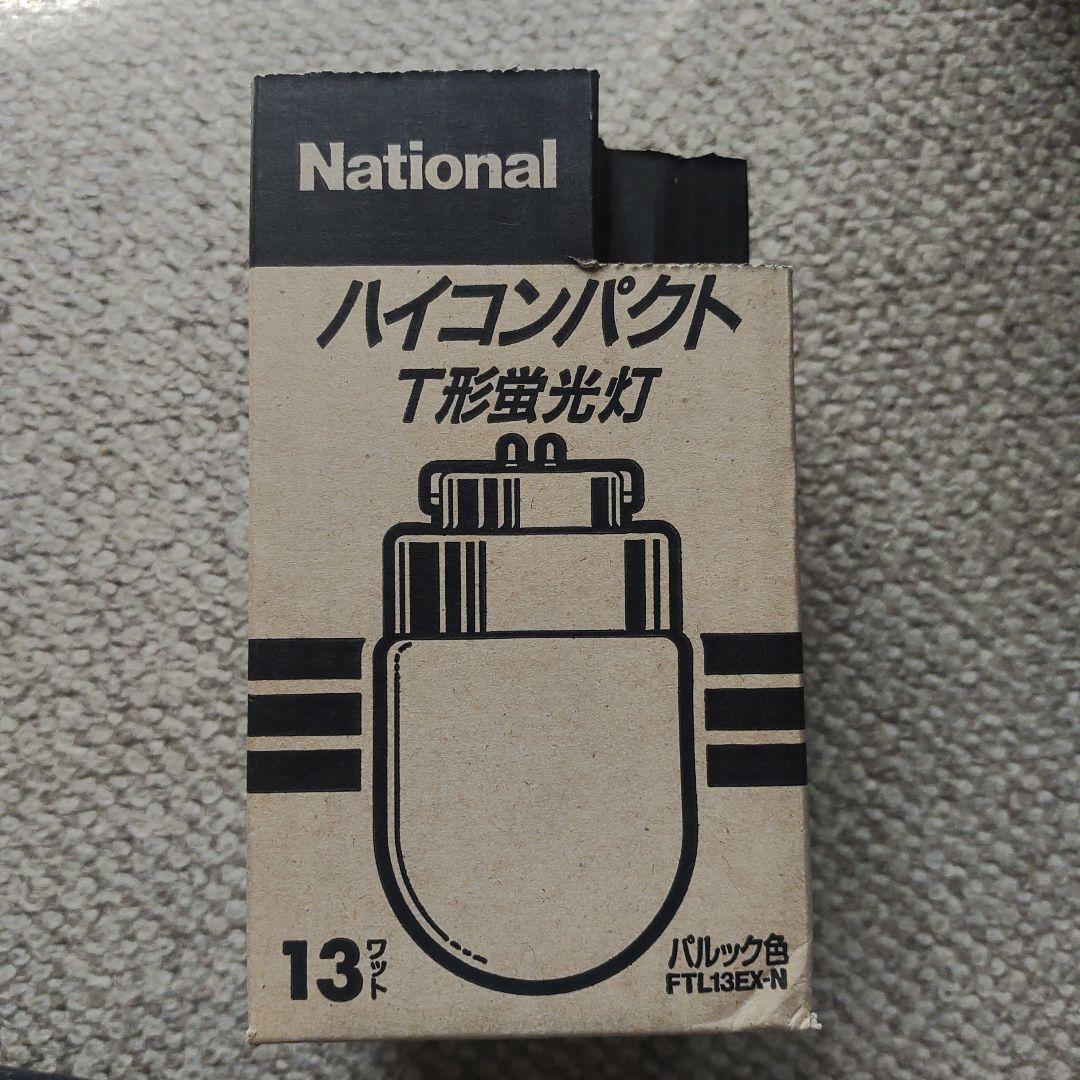 National
ハイコンパクト
T形蛍光灯
13ワット
パルック色
FTL13EX-N